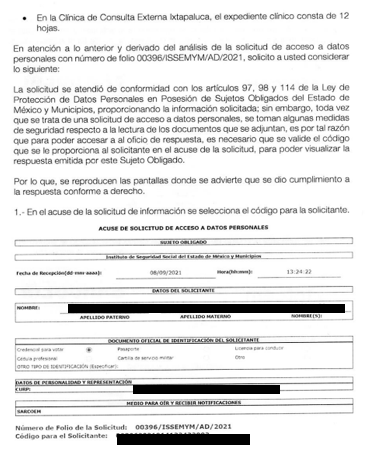 • En la Clínica de Consulta Externa Ixtapaluca, el expediente clínico consta de 12
hojas.
En atención a lo anterior y derivado del análisis de la solicitud de acceso a datos
personales con número de folio 00396/ISSEMYM/AD/2021, solicito a usted considerar
lo siguiente:
La solicitud se atendió de conformidad con los artículos 97, 98 y 114 de la Ley de
Protección de Datos Personales en Posesión de Sujetos Obligados del Estado de
México y Municipios, proporcionando la información solicitada; sin embargo, toda vez
que se trata de una solicitud de acceso a datos personales, se toman algunas medidas
de seguridad respecto a la lectura de los documentos que se adjuntan, es por tal razón
que para poder accesar a al oficio de respuesta, es necesario que se valide el código
que se le proporciona al solicitante en el acuse de la solicitud, para poder visualizar la
respuesta emitida por este Sujeto Obligado.
Por lo que, se reproducen las pantallas donde se advierte que se dio cumplimiento a
la respuesta conforme a derecho.
1.- En el acuse de la solicitud de información se selecciona el código para la solicitante.
ACUSE DE SOLICITUD DE ACCESO A DATOS PERSONALES
SUJETO OBLIGADO
Instituto de Seguridad Social del Estado de México y Municipios
Fecha de Recepción(dd-mm-aaaa): 08/09/2021 Hora(hh:mm): 13:24:22
DATOS DEL SOLICITANTE
NOMBRE:
APELLIDO PATERNO APELLIDO MATERNO NOMBRE(S):
DOCUMENTO OFICIAL DE IDENTIFICACIÓN DEL SOLICITANTE
Credencial para votar Pasaporte Licencia para conducir
Cédula profesional Cartilla de servicio militar Otro
OTRO TIPO DE IDENTIFICACIÓN (Especificar):
DATOS DE PERSONALIDAD Y REPRESENTACIÓN
CURP:
MEDIO PARA OÍR Y RECIBIR NOTIFICACIONES
SARCOEM
Número de Folio de la Solicitud: 00396/ISSEMYM/AD/2021
Código para el Solicitante: